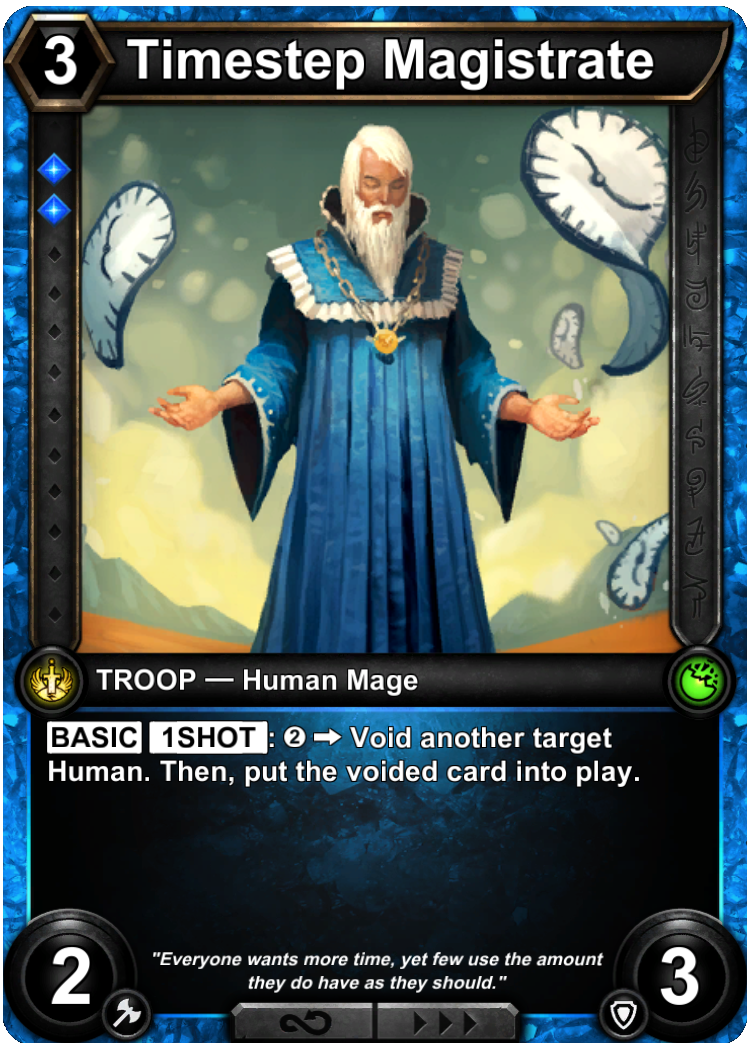 3 Timestep Magistrate
TROOP — Human Mage
BASIC 1SHOT : ❷ ➡ Void another target
Human. Then, put the voided card into play.
"Everyone wants more time, yet few use the amount
they do have as they should."
2
3